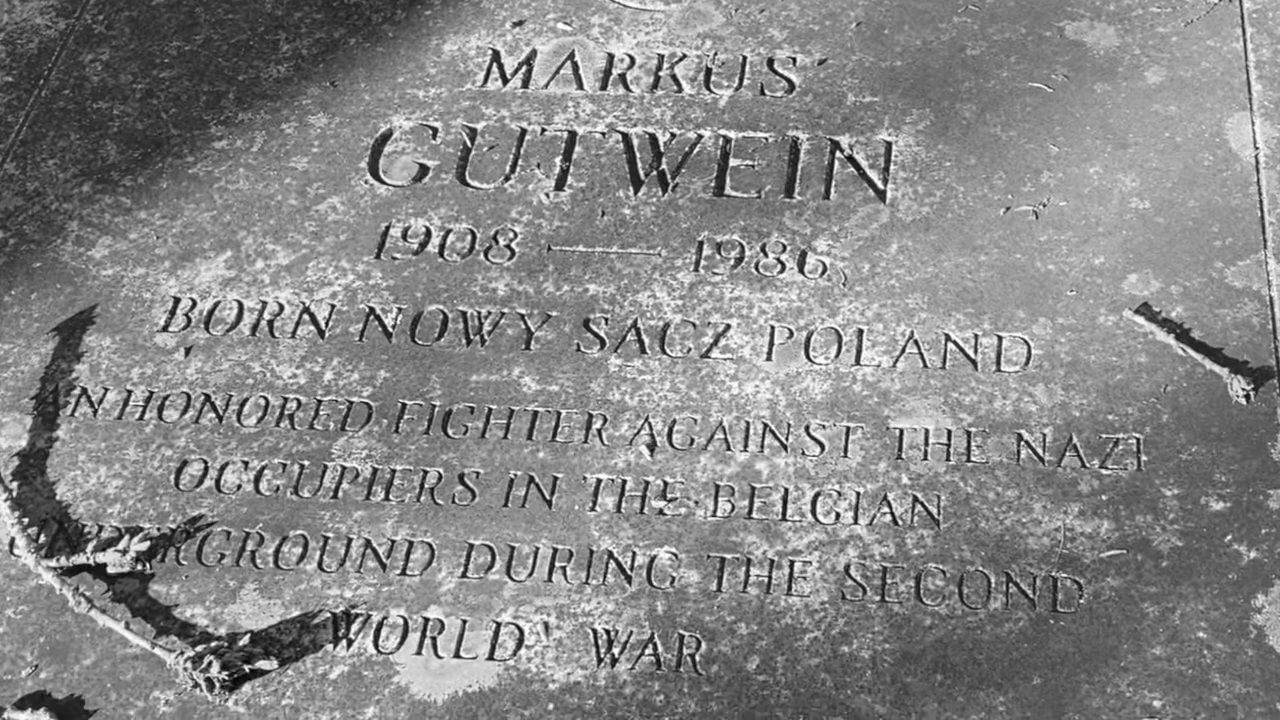 MARKUS
GUTWEIN
1908 — 1986
BORN NOWY SACZ POLAND
AN HONORED FIGHTER AGAINST THE NAZI
OCCUPIERS IN THE BELGIAN
UNDERGROUND DURING THE SECOND
WORLD WAR